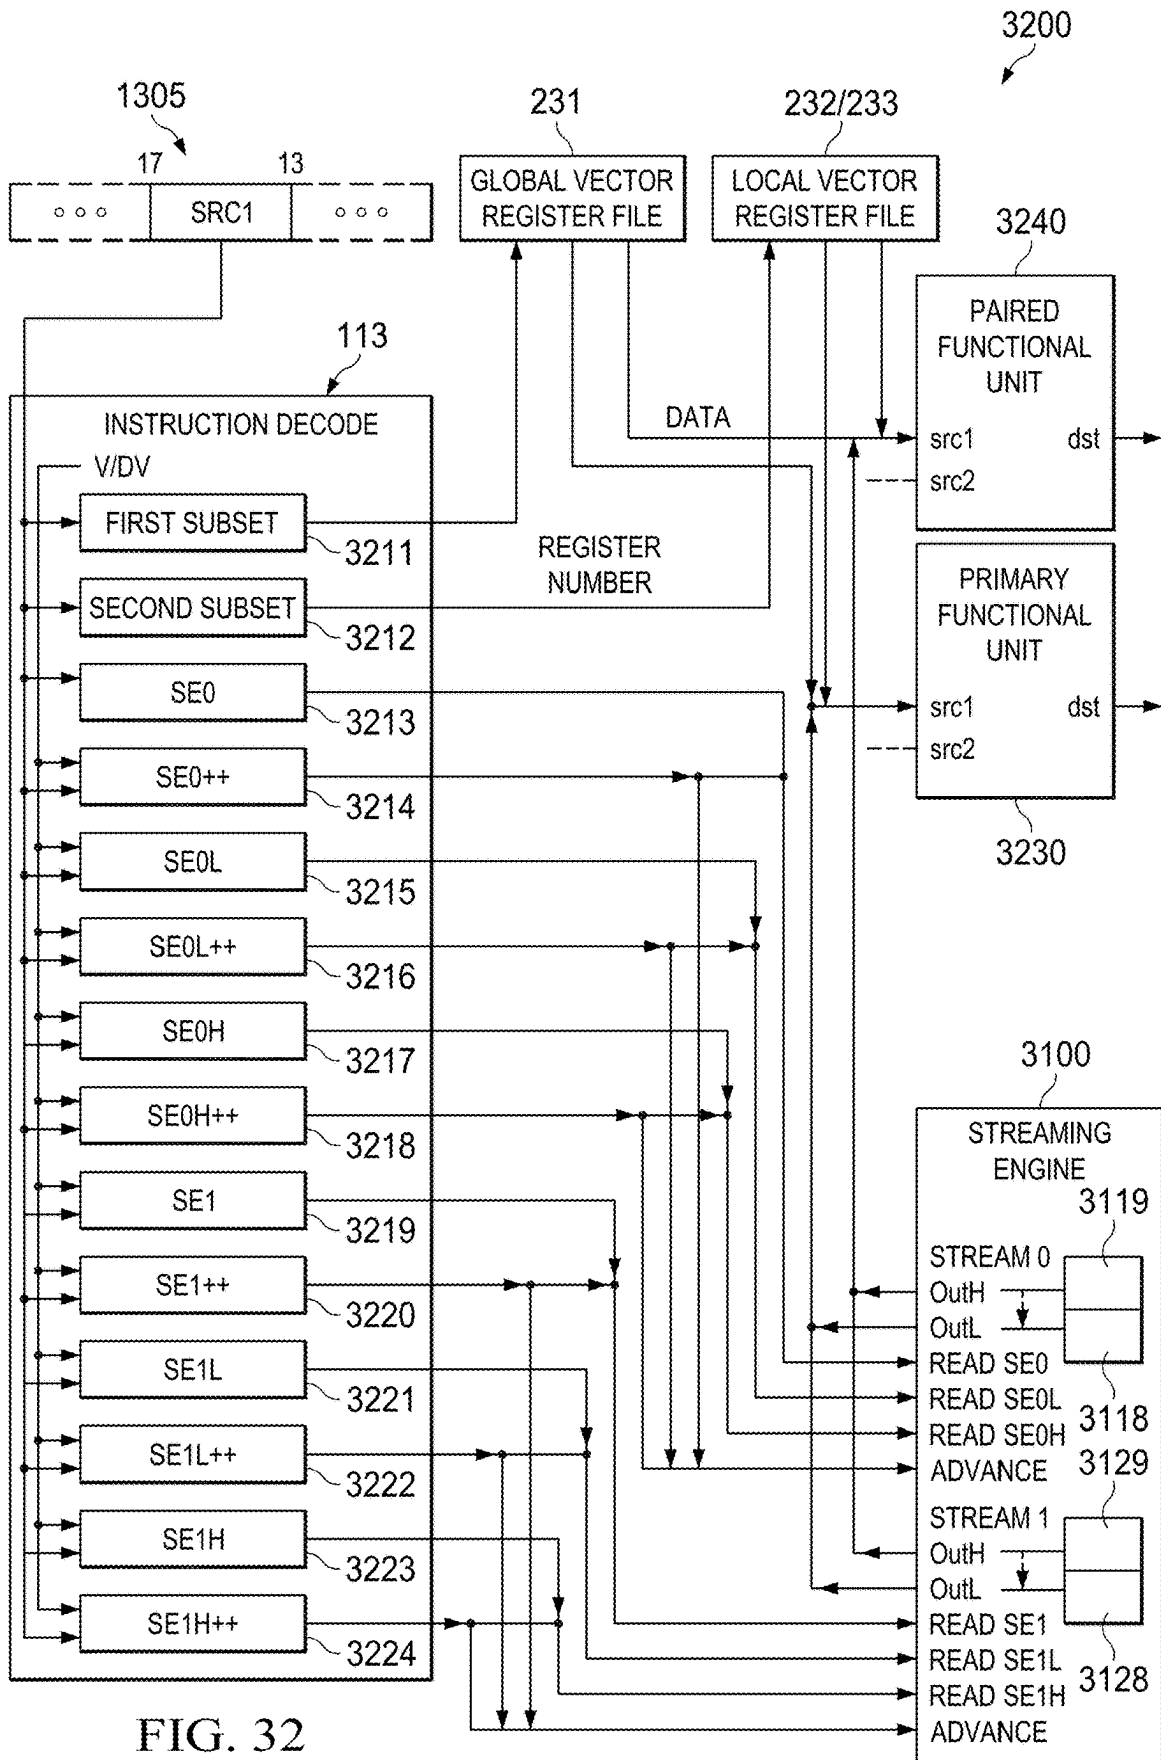 3200
1305
231
232/233
17
13
SRC1
GLOBAL VECTOR
REGISTER FILE
LOCAL VECTOR
REGISTER FILE
3240
PAIRED
FUNCTIONAL
UNIT
src1
dst
src2
113
INSTRUCTION DECODE
V/DV
DATA
FIRST SUBSET
3211
REGISTER
NUMBER
SECOND SUBSET
3212
PRIMARY
FUNCTIONAL
UNIT
src1
dst
src2
3230
SE0
3213
SE0++
3214
SE0L
3215
SE0L++
3216
SE0H
3217
SE0H++
3218
SE1
3219
SE1++
3220
SE1L
3221
SE1L++
3222
SE1H
3223
SE1H++
3224
3100
STREAMING
ENGINE
3119
STREAM 0
OutH
OutL
READ SE0
READ SE0L
3118
READ SE0H
ADVANCE
3129
STREAM 1
OutH
OutL
READ SE1
READ SE1L
3128
READ SE1H
ADVANCE
FIG. 32